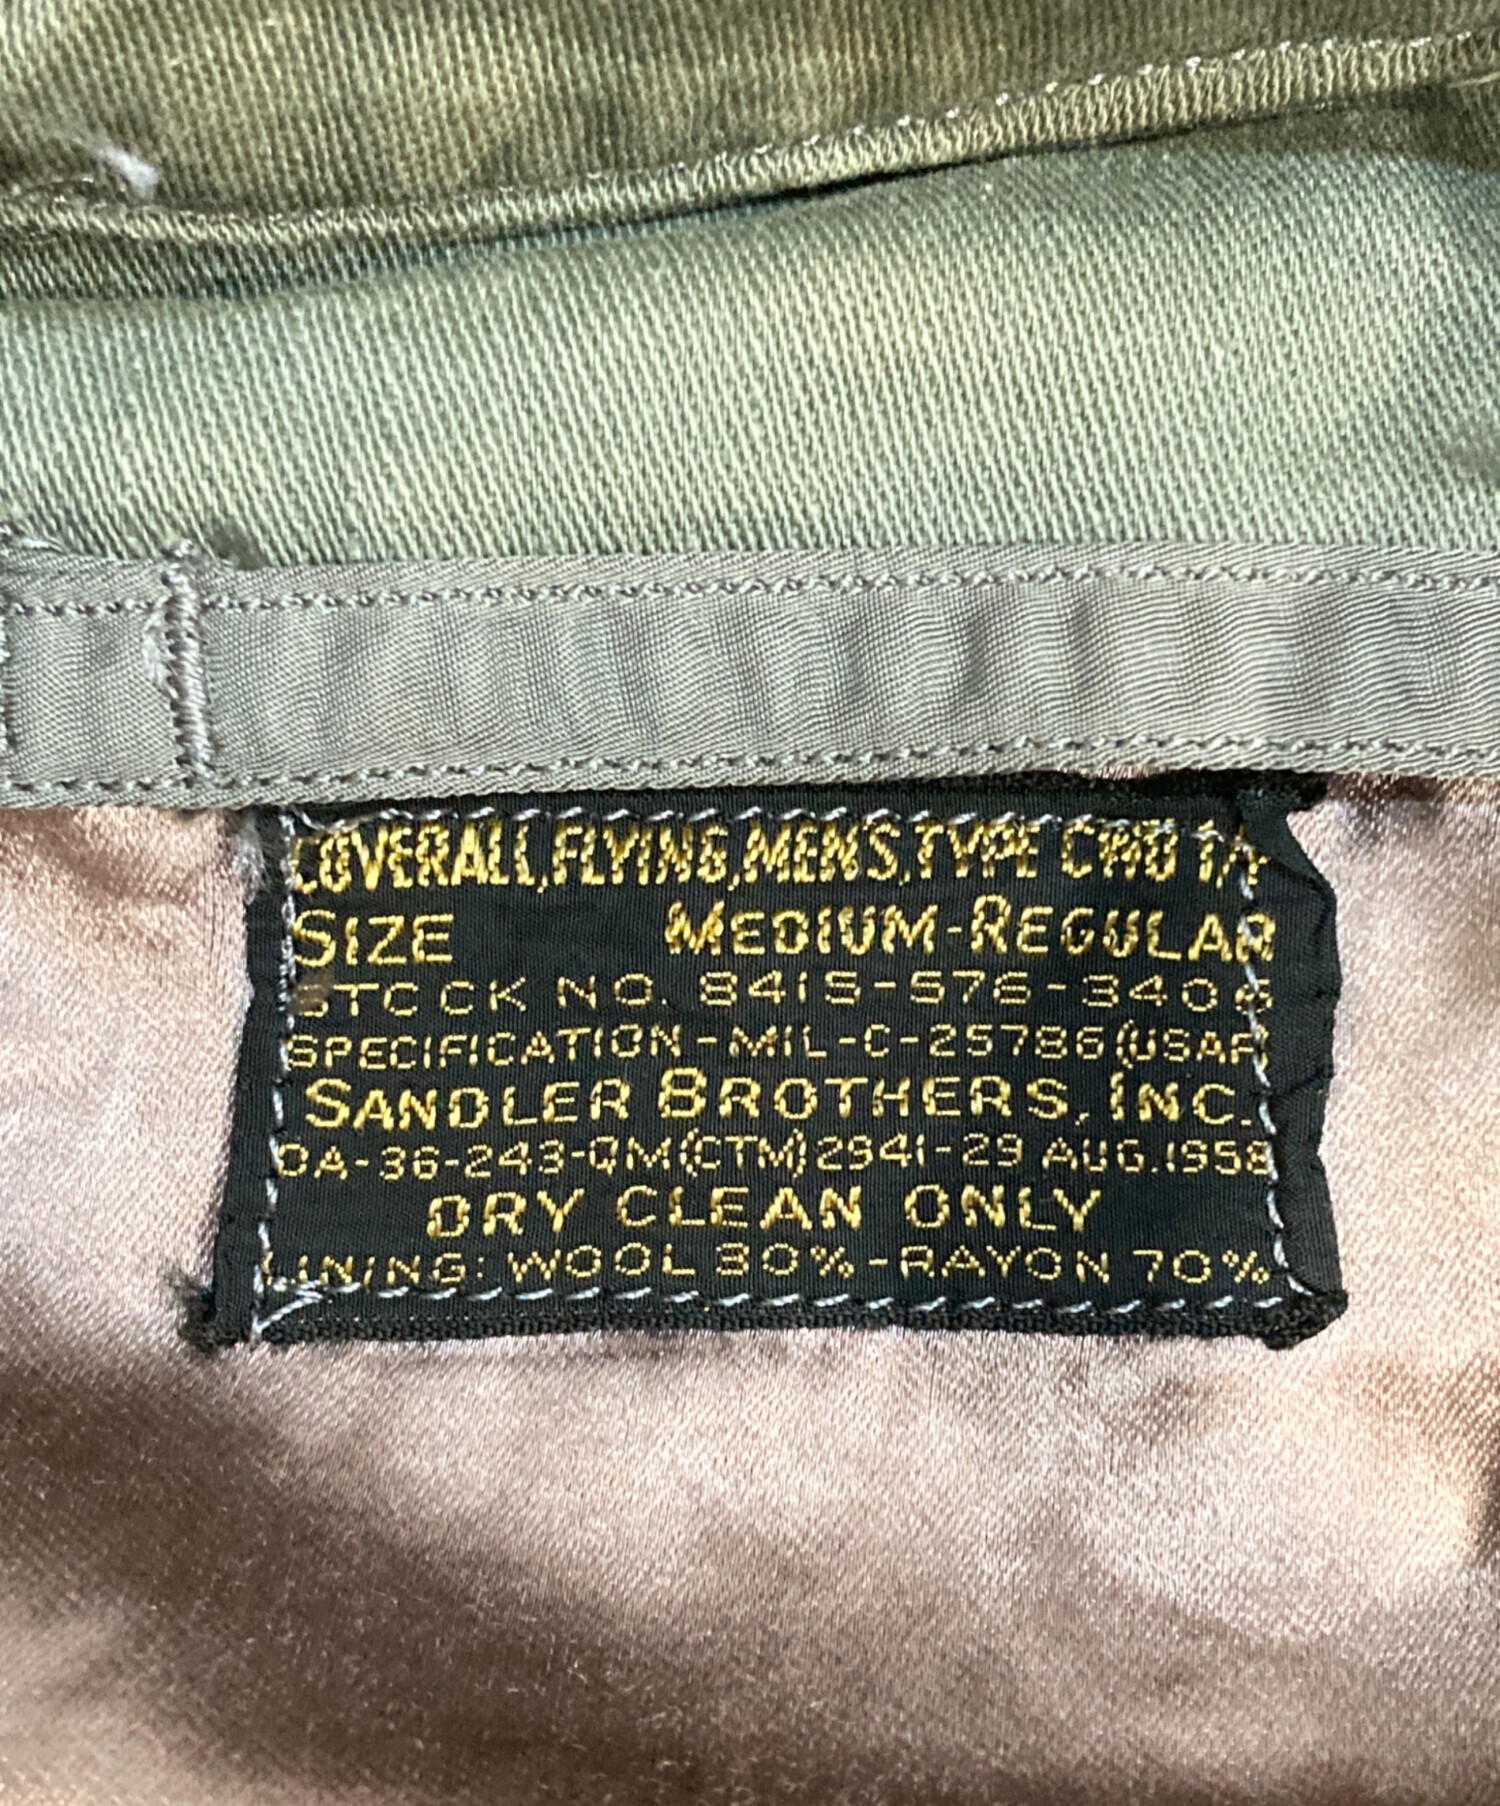 COVERALL, FLYING, MEN'S, TYPE CWU 1/P
SIZE MEDIUM-REGULAR
STOCK NO. 8415-576-3406
SPECIFICATION-MIL-C-25786 (USAF)
SANDLER BROTHERS, INC.
DA-36-243-QM(CTM)2941-29 AUG.1958
DRY CLEAN ONLY
LINING: WOOL 30%-RAYON 70%